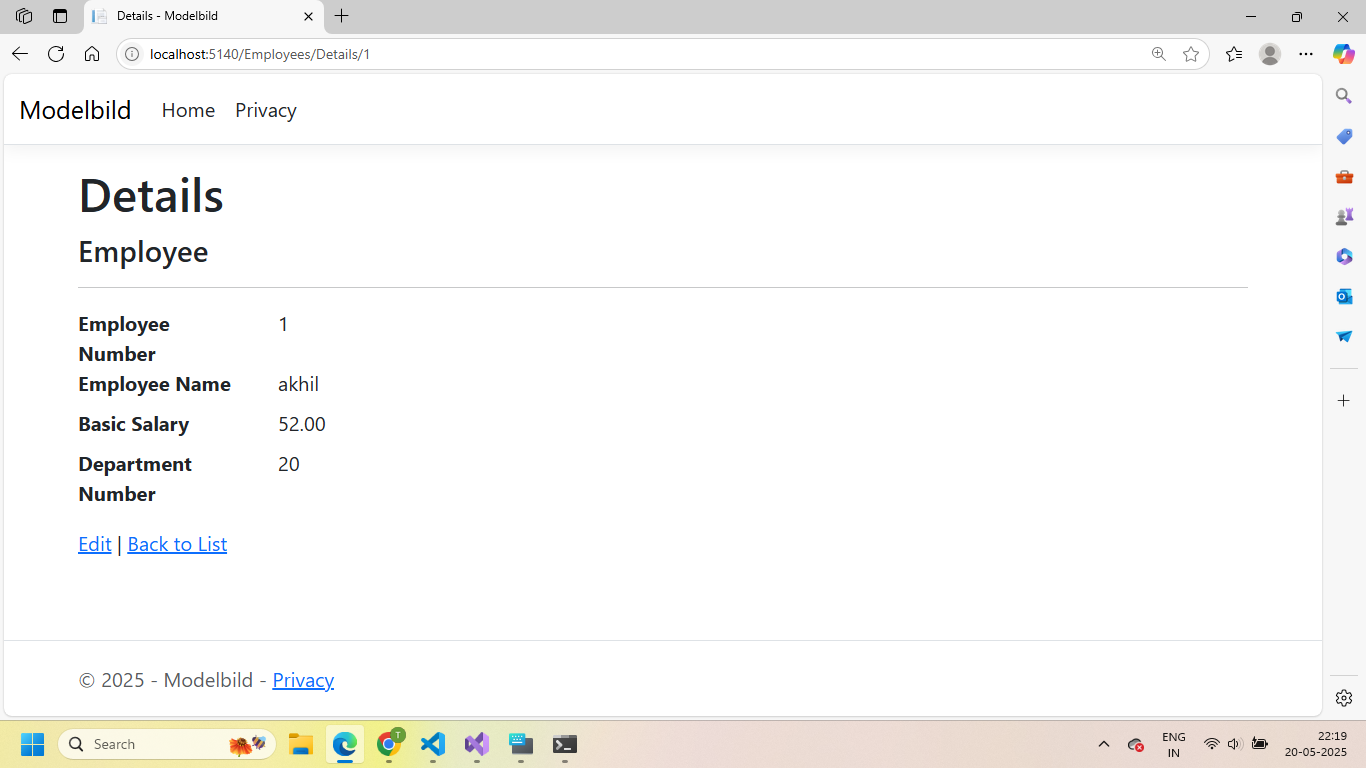 Details - Modelbild
localhost:5140/Employees/Details/1
Modelbild Home Privacy
Details
Employee
Employee Number 1
Employee Name akhil
Basic Salary 52.00
Department Number 20
Edit | Back to List
© 2025 - Modelbild - Privacy
Search
T
ENG
IN
22:19
20-05-2025